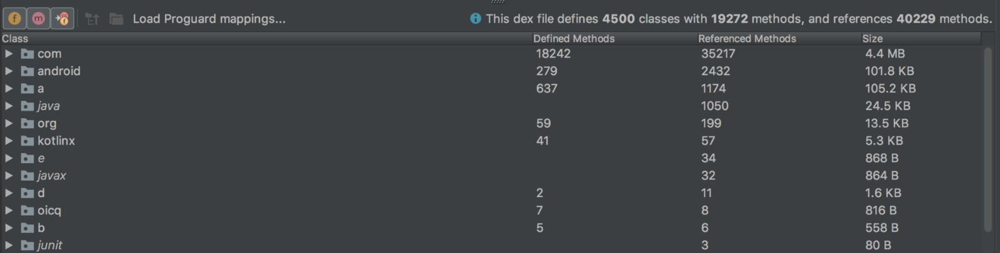 f m m f Load Proguard mappings... i This dex file defines 4500 classes with 19272 methods, and references 40229 methods.
Class Defined Methods Referenced Methods Size
com 18242 35217 4.4 MB
android 279 2432 101.8 KB
a 637 1174 105.2 KB
java 1050 24.5 KB
org 59 199 13.5 KB
kotlinx 41 57 5.3 KB
e 34 868 B
javax 32 864 B
d 2 11 1.6 KB
oicq 7 8 816 B
b 5 6 558 B
junit 3 80 B